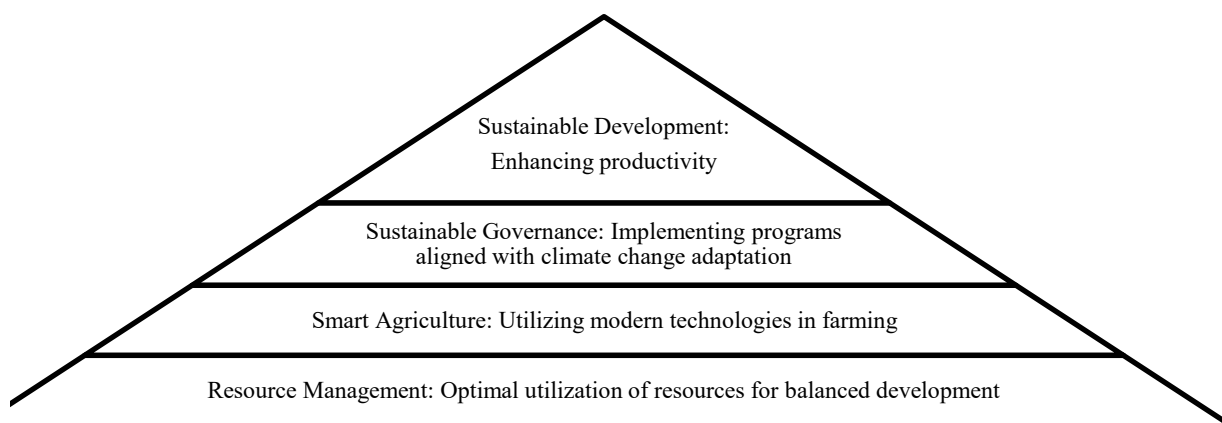 Sustainable Development:
Enhancing productivity
Sustainable Governance: Implementing programs
aligned with climate change adaptation
Smart Agriculture: Utilizing modern technologies in farming
Resource Management: Optimal utilization of resources for balanced development